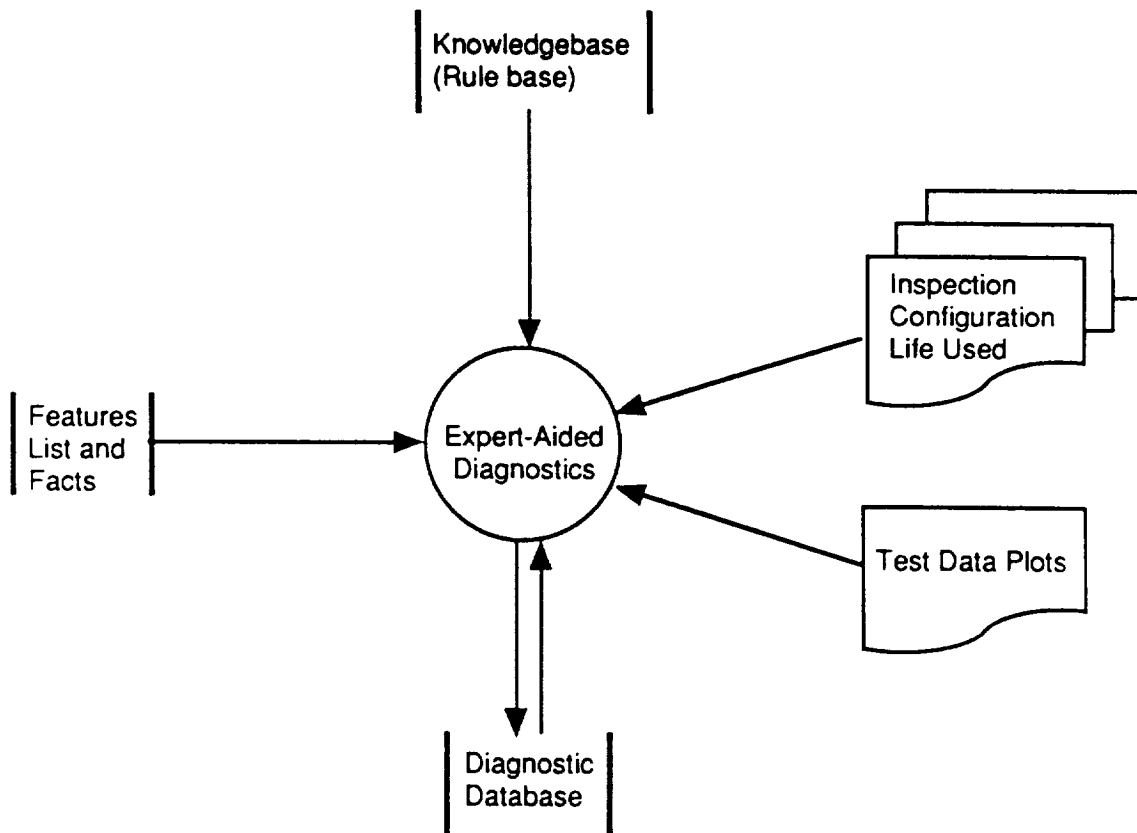 Knowledgebase
(Rule base)
Inspection
Configuration
Life Used
Features
List and
Facts
Expert-Aided
Diagnostics
Test Data Plots
Diagnostic
Database